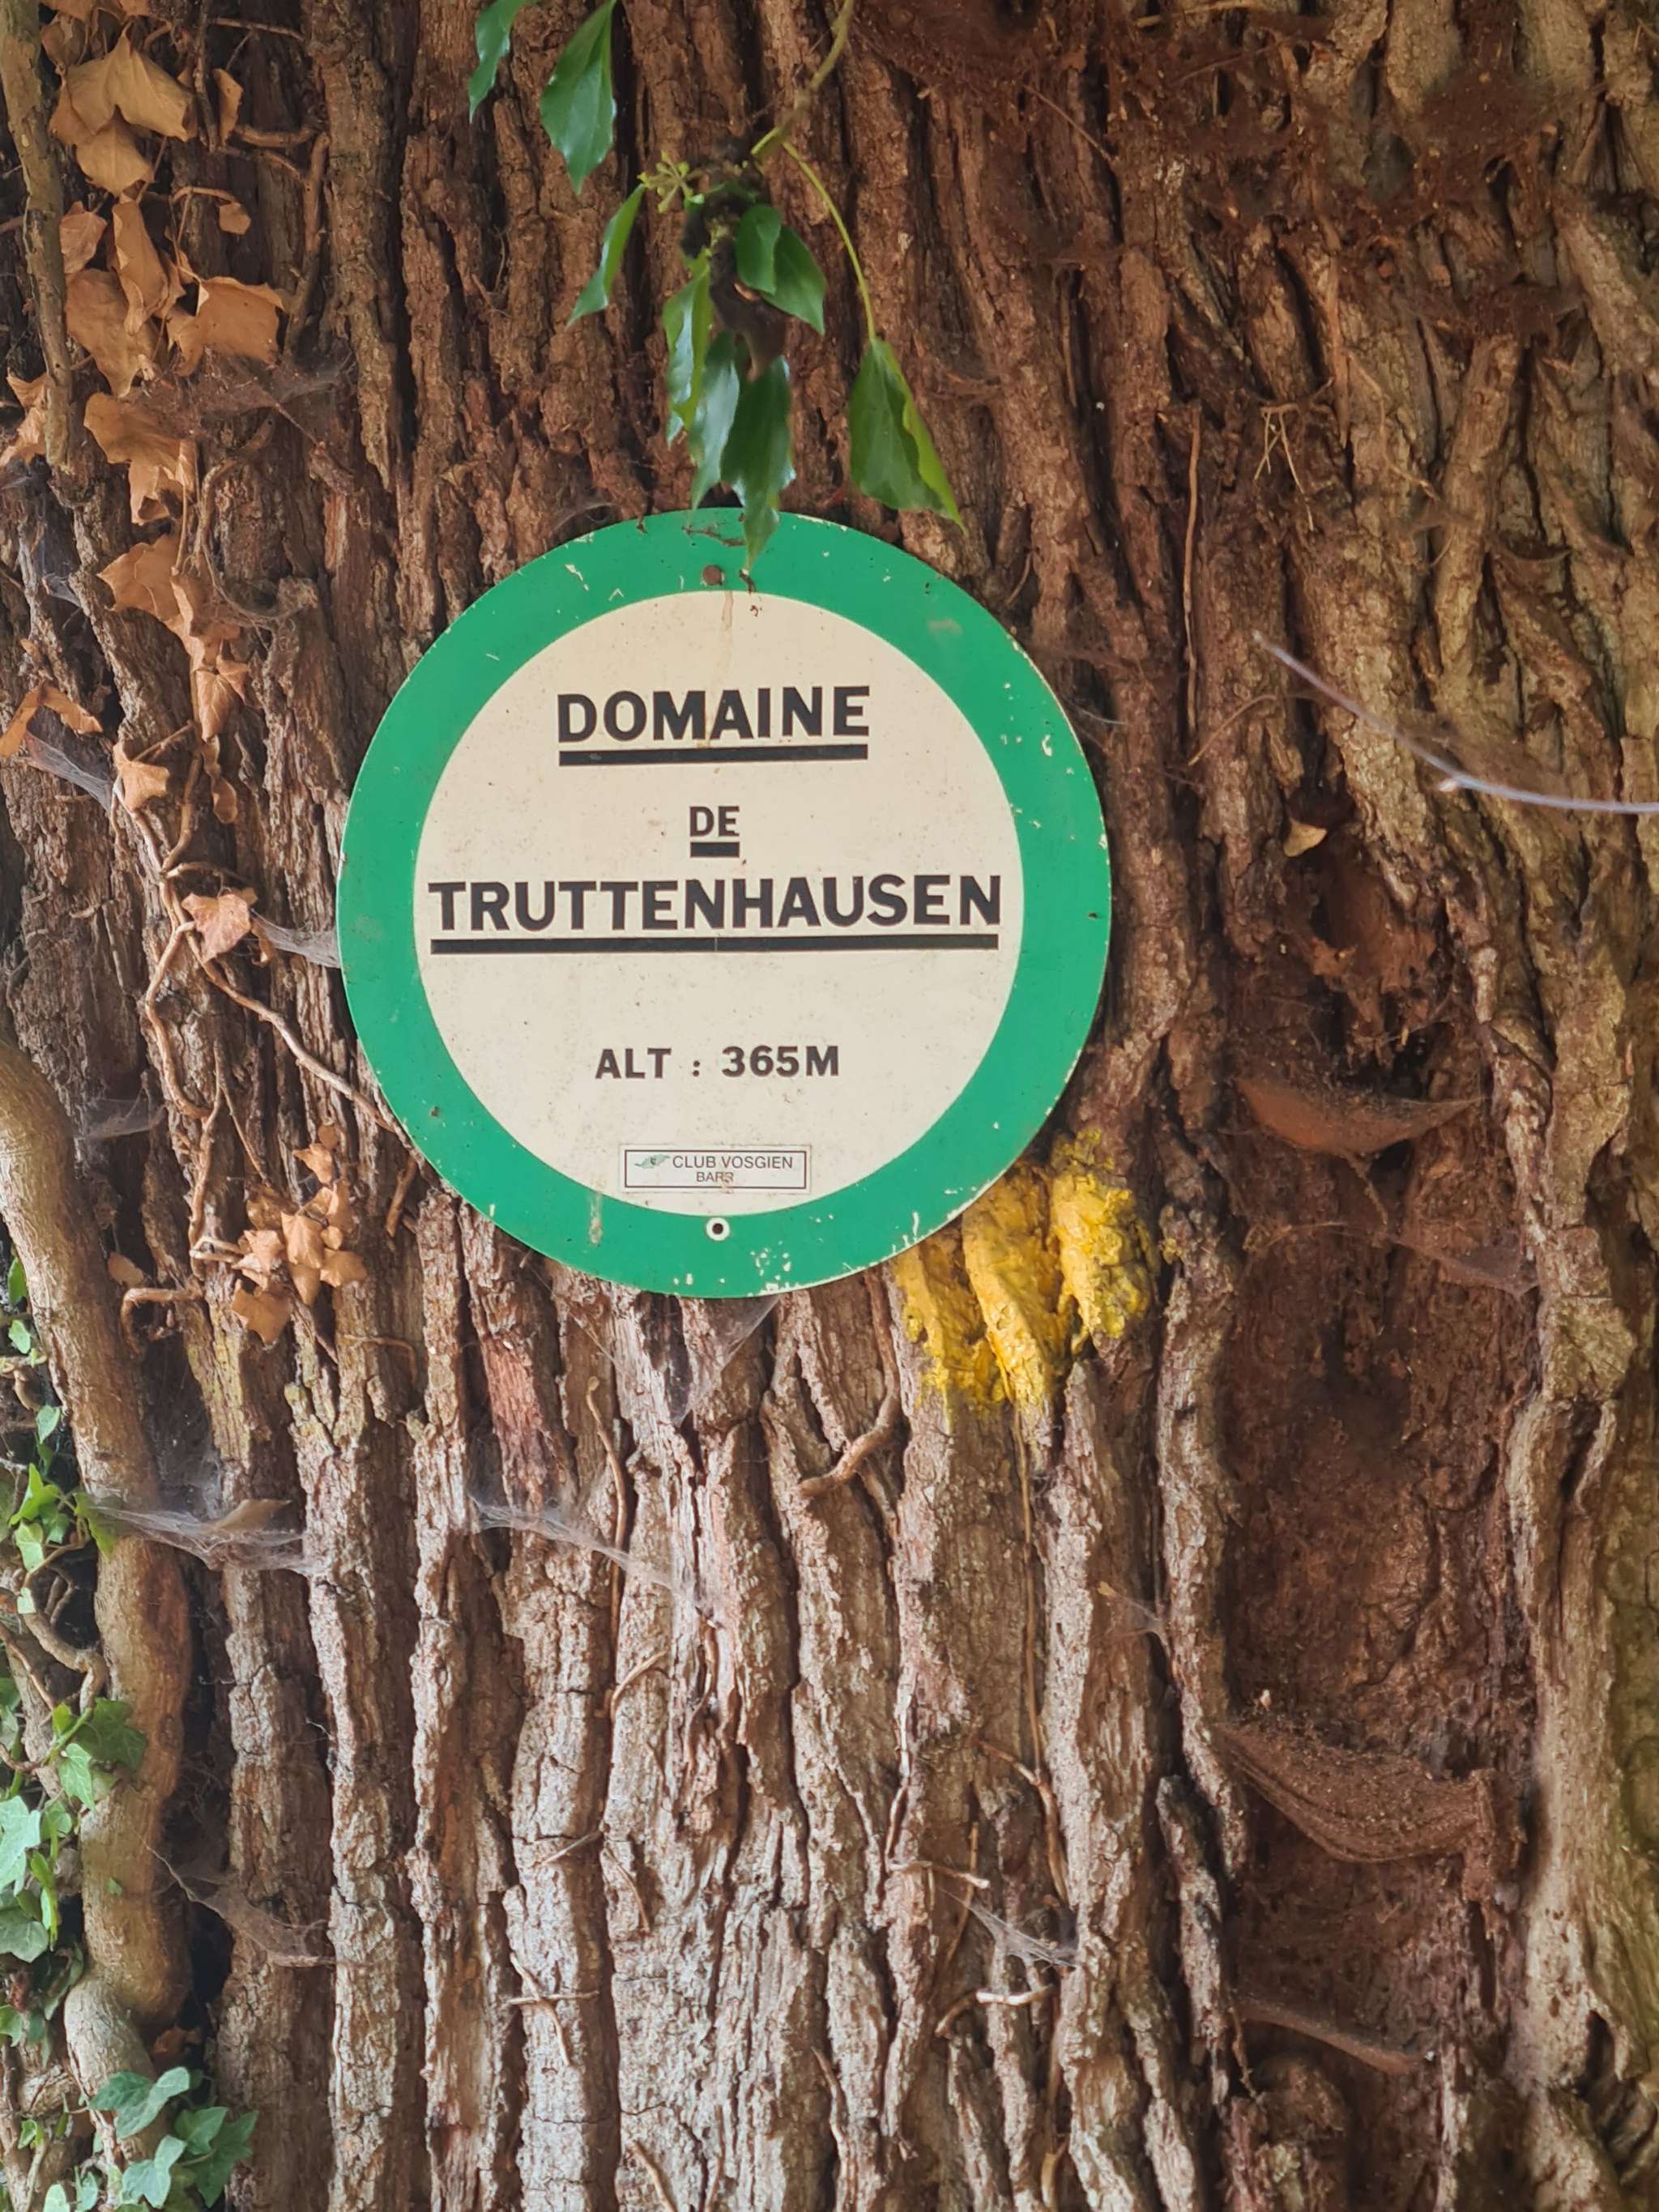 DOMAINE
DE
TRUTTENHAUSEN
ALT : 365M
CLUB VOSGIEN
BARR